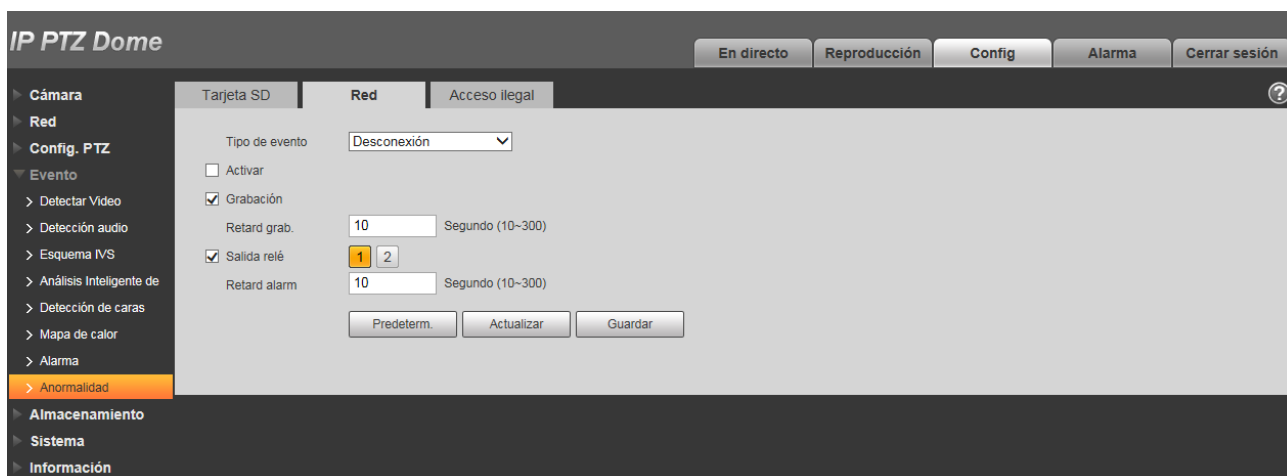 IP PTZ Dome
En directo
Reproducción
Config
Alarma
Cerrar sesión
Cámara
Red
Config. PTZ
Evento
Detectar Video
Detección audio
Esquema IVS
Análisis Inteligente de
Detección de caras
Mapa de calor
Alarma
Anormalidad
Almacenamiento
Sistema
Información
Tarjeta SD
Red
Acceso ilegal
?
Tipo de evento Desconexión
Activar
Grabación
Retard grab. 10 Segundo (10~300)
Salida relé 1 2
Retard alarm 10 Segundo (10~300)
Predeterm. Actualizar Guardar